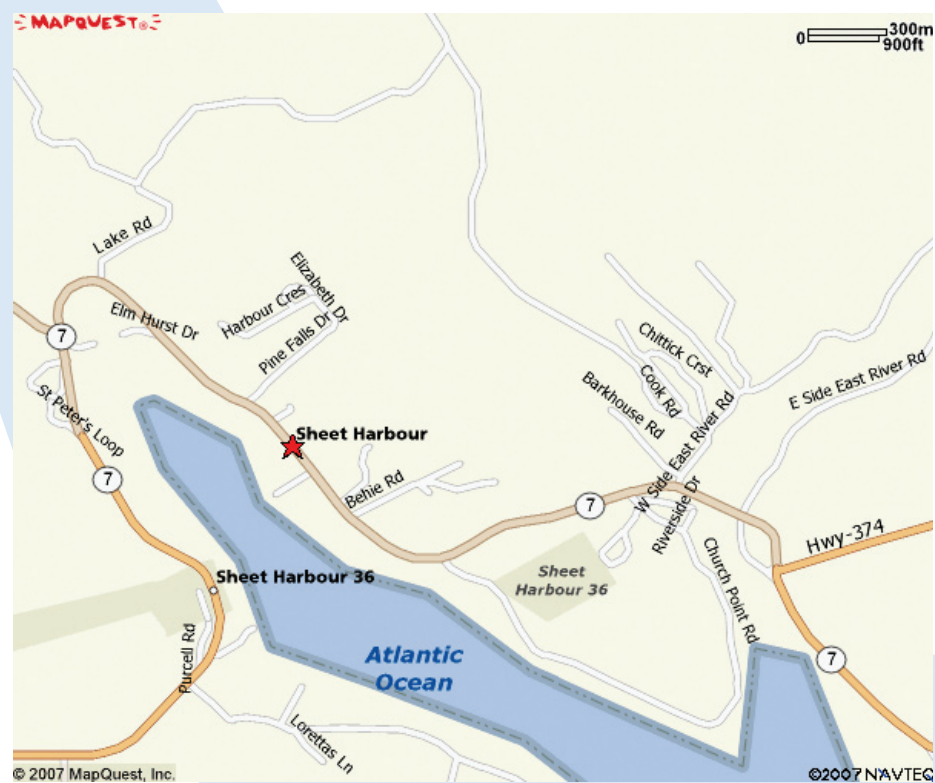 MAPQUEST®
0 300m
900ft
Lake Rd
Elizabeth Dr
Harbour Cres
Elm Hurst Dr
Pine Falls Dr
7
Chittick Crst
E Side East River Rd
Cook Rd
Barkhouse Rd
St Peter's Loop
Sheet Harbour
W Side East River Rd
7
Behie Rd
7
Riverside Dr
Hwy-374
Church Point Rd
Sheet Harbour 36
Sheet
Harbour 36
Purcell Rd
Atlantic
Ocean
7
Lorettas Ln
© 2007 MapQuest, Inc.
©2007 NAVTEQ